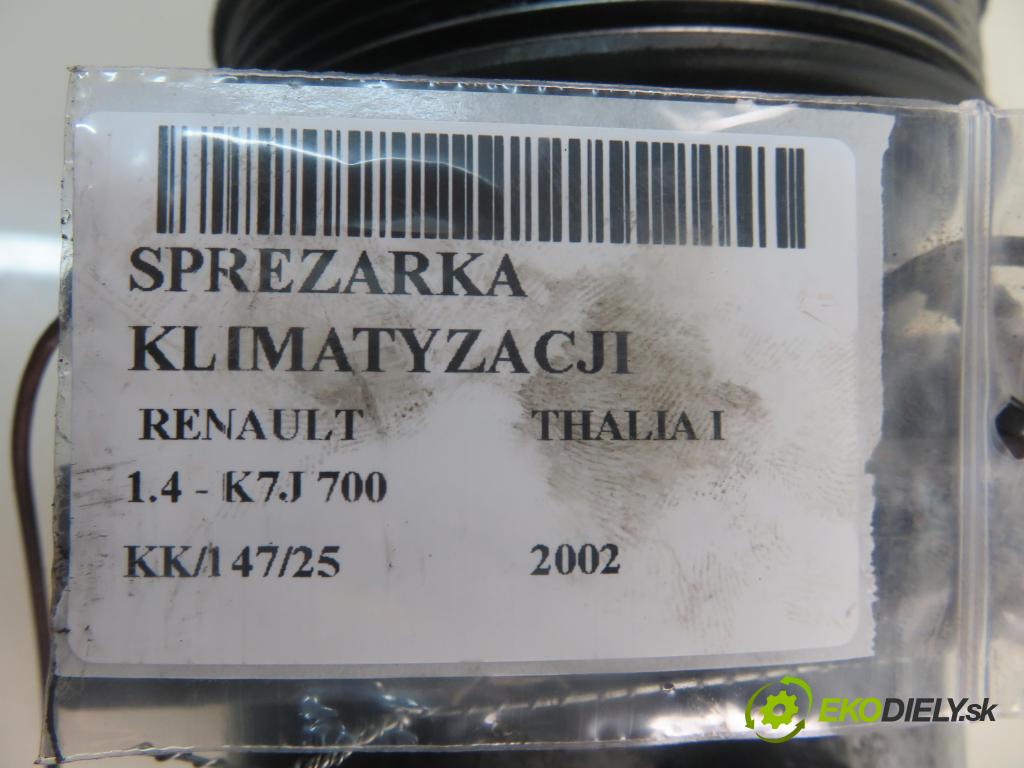 SPREZARKA
KLIMATYZACJI
RENAULT THALIA I
1.4 - K7J 700
KK/147/25 2002
EKODIELY.sk